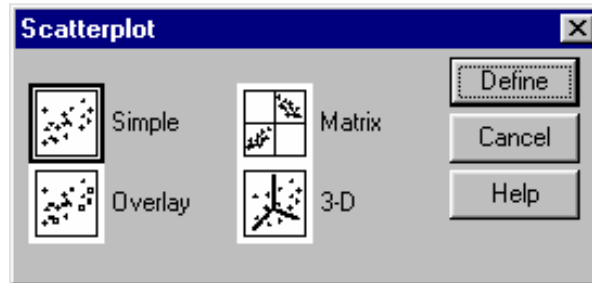 Scatterplot
Simple
Matrix
Overlay
3-D
Define
Cancel
Help